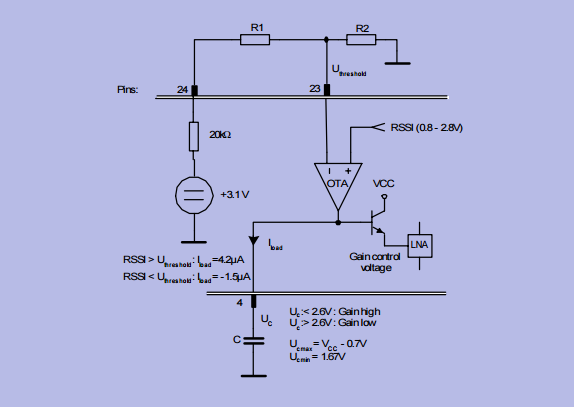 R1
R2
Uthreshold
Pins:
24
23
20kΩ
RSSI (0.8 - 2.8V)
- +
OTA
VCC
+3.1 V
Iload
LNA
Gain control
voltage
RSSI > Uthreshold : Iload =4.2µA
RSSI < Uthreshold : Iload = -1.5µA
4
Uc
Uc:< 2.6V : Gain high
Uc:> 2.6V : Gain low
C
Ucmax = VCC - 0.7V
Ucmin = 1.67V